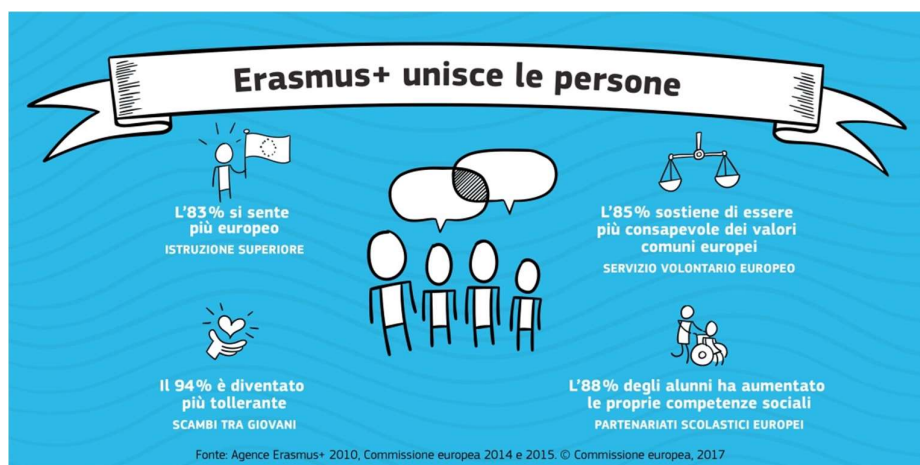 Erasmus+ unisce le persone
L'83% si sente
più europeo
ISTRUZIONE SUPERIORE
L'85% sostiene di essere
più consapevole dei valori
comuni europei
SERVIZIO VOLONTARIO EUROPEO
Il 94% è diventato
più tollerante
SCAMBI TRA GIOVANI
L'88% degli alunni ha aumentato
le proprie competenze sociali
PARTENARIATI SCOLASTICI EUROPEI
Fonte: Agence Erasmus+ 2010, Commissione europea 2014 e 2015. © Commissione europea, 2017